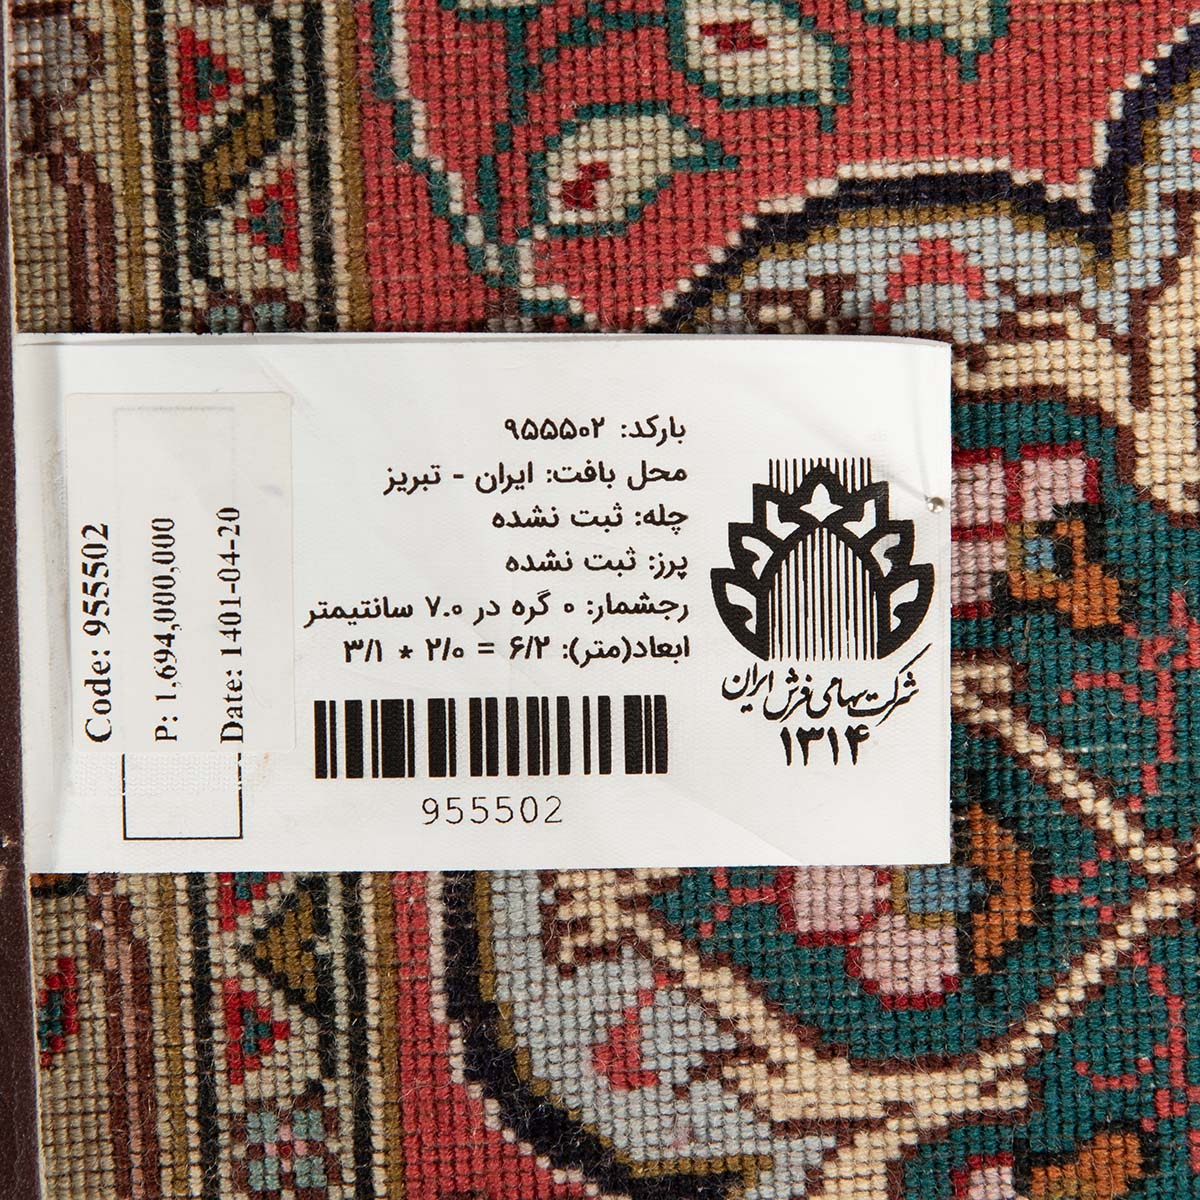 بارکد: ۹۵۵۵۰۲
محل بافت: ایران - تبریز
چله: ثبت نشده
پرز: ثبت نشده
رجشمار: ۰ گره در ۷.۰ سانتیمتر
ابعاد(متر): ۶/۲ = ۲/۰ * ۳/۱
955502
شرکت سهامی فرش ایران
۱۳۱۴
Code: 955502
P: 1,694,000,000
Date: 1401-04-20